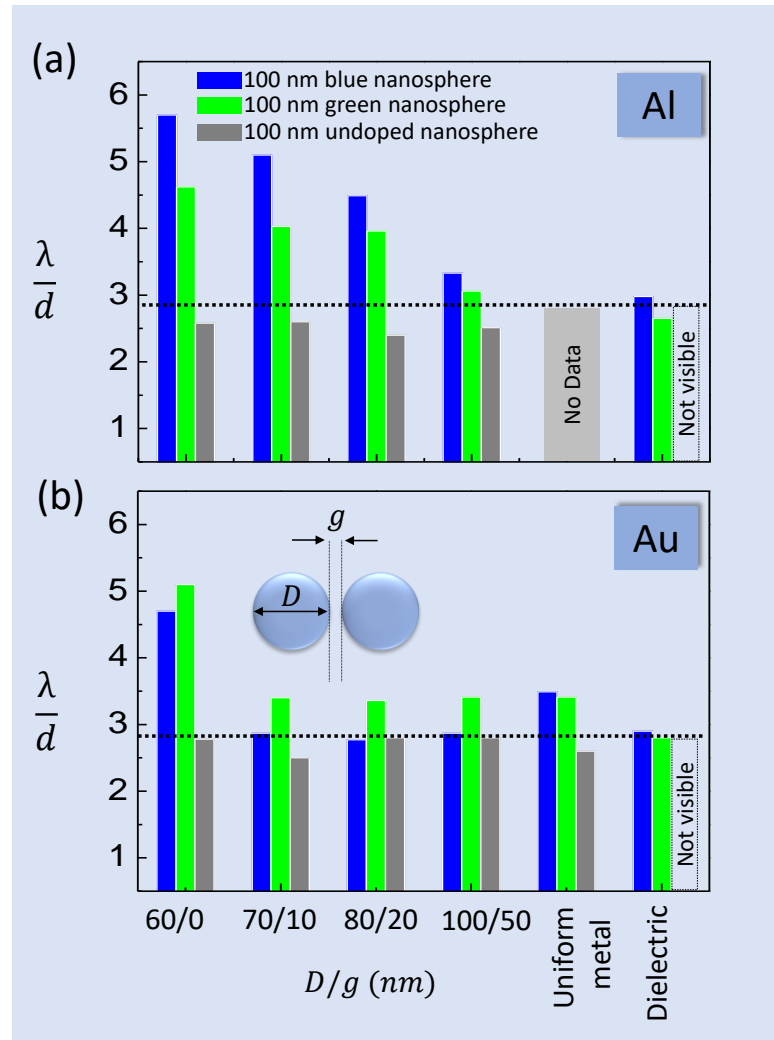 (a)
100 nm blue nanosphere
100 nm green nanosphere
100 nm undoped nanosphere
Al
6
5
4
3
2
1
λ
d
No Data
Not visible
(b)
Au
g
D
6
5
4
3
2
1
λ
d
Not visible
60/0 70/10 80/20 100/50 Uniform metal Dielectric
D/g (nm)